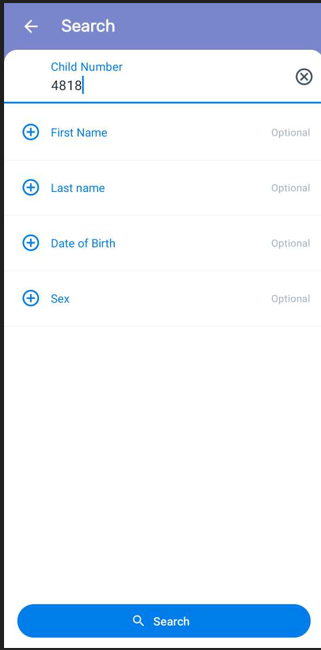 Search
Child Number
4818
First Name Optional
Last name Optional
Date of Birth Optional
Sex Optional
Search